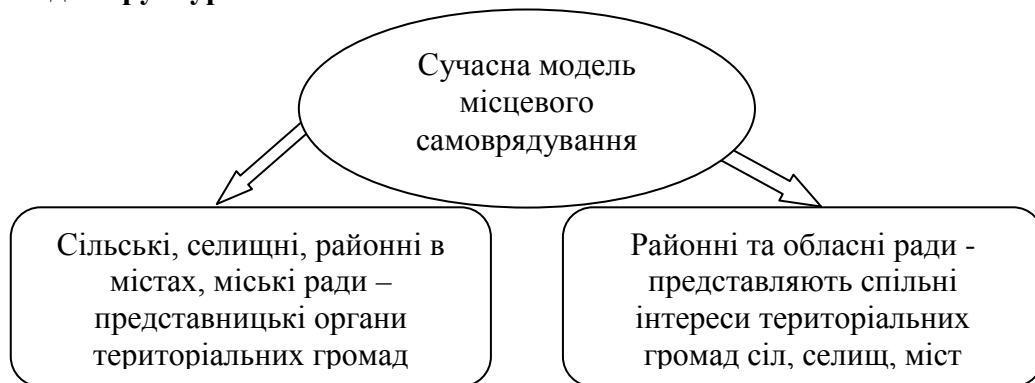 Сучасна модель
місцевого
самоврядування
Сільські, селищні, районні в
містах, міські ради –
представницькі органи
територіальних громад
Районні та обласні ради -
представляють спільні
інтереси територіальних
громад сіл, селищ, міст